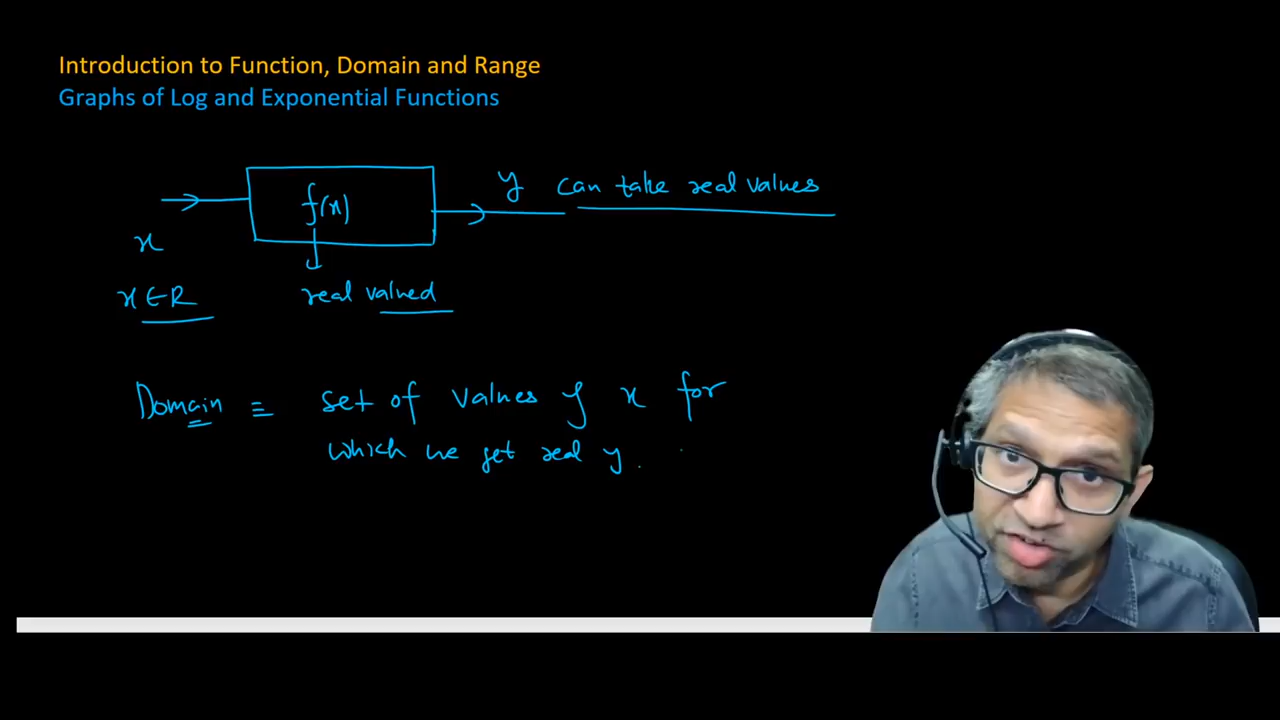 Introduction to Function, Domain and Range
Graphs of Log and Exponential Functions
f(x)
y can take real values
x
x ∈ R
real valued
Domain ≡ set of values of x for
which we get real y.